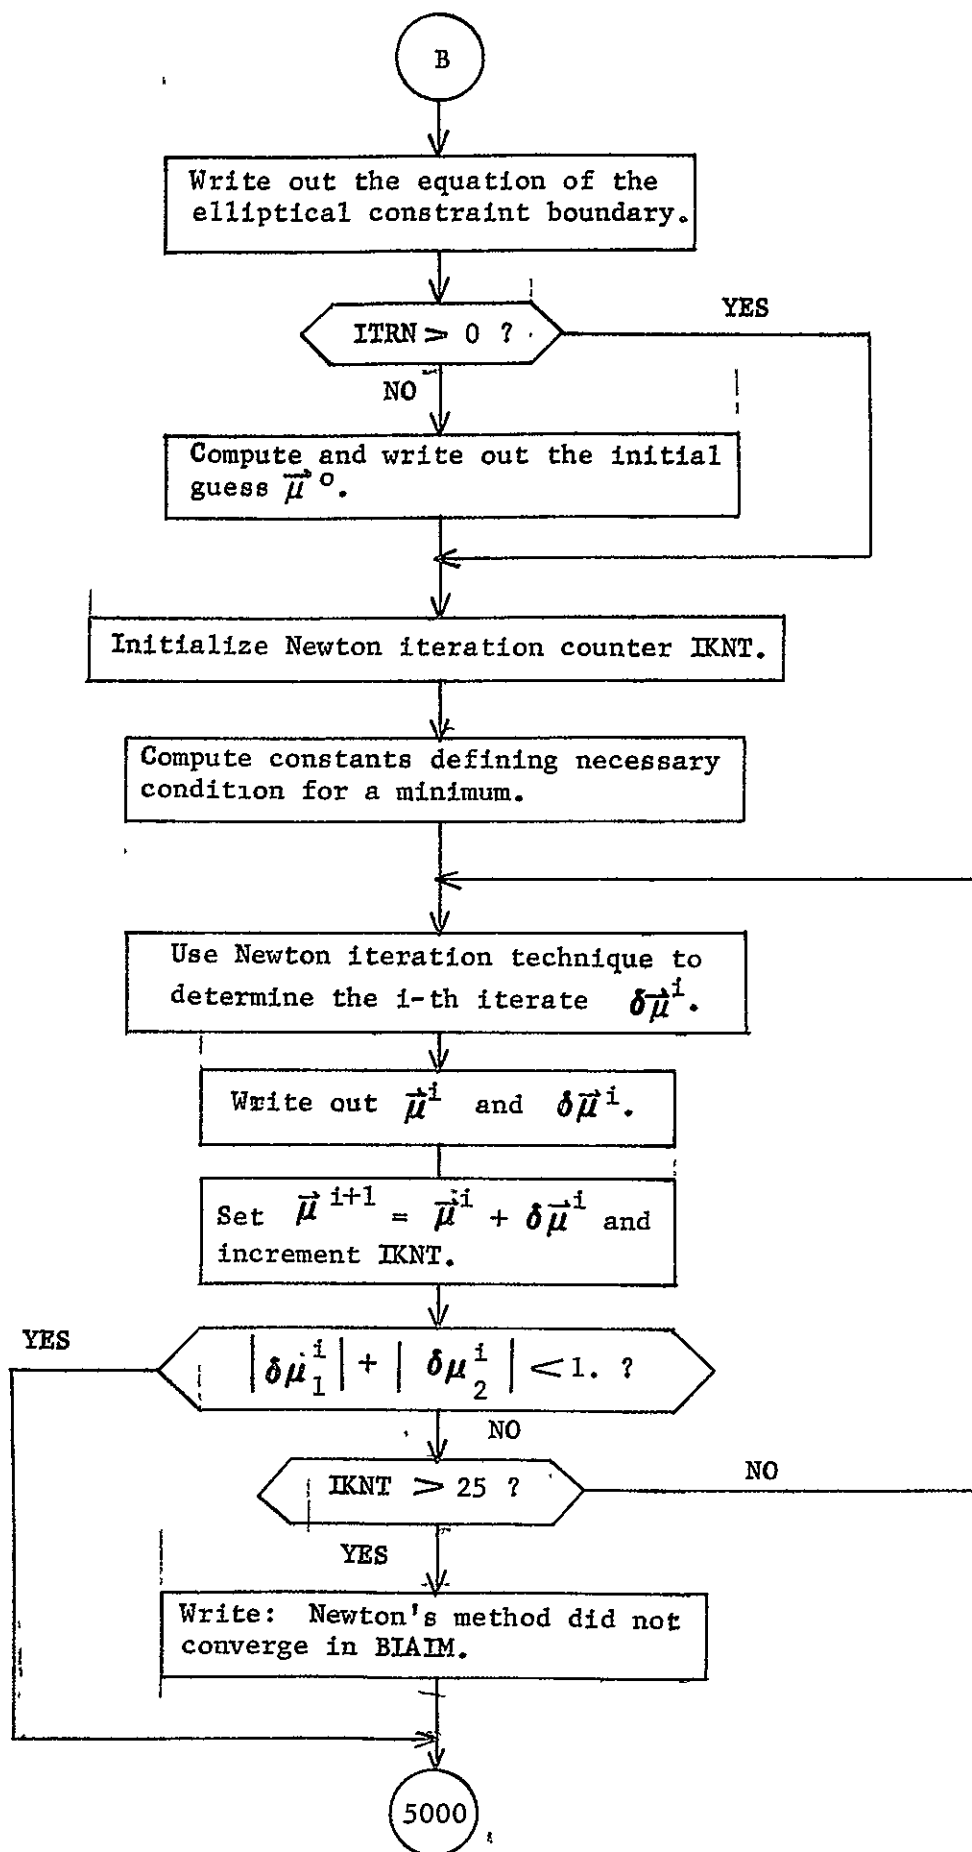 B
Write out the equation of the
elliptical constraint boundary.
ITRN > 0 ?
YES
NO
Compute and write out the initial
guess μ⃗ ⁰.
Initialize Newton iteration counter IKNT.
Compute constants defining necessary
condition for a minimum.
Use Newton iteration technique to
determine the i-th iterate δμ⃗ⁱ.
Write out μ⃗ⁱ and δμ⃗ⁱ.
Set μ⃗ ⁱ⁺¹ = μ⃗ⁱ + δμ⃗ⁱ and
increment IKNT.
YES
|δμ₁ⁱ| + |δμ₂ⁱ| < 1. ?
NO
IKNT > 25 ?
NO
YES
Write: Newton's method did not
converge in BIAIM.
5000